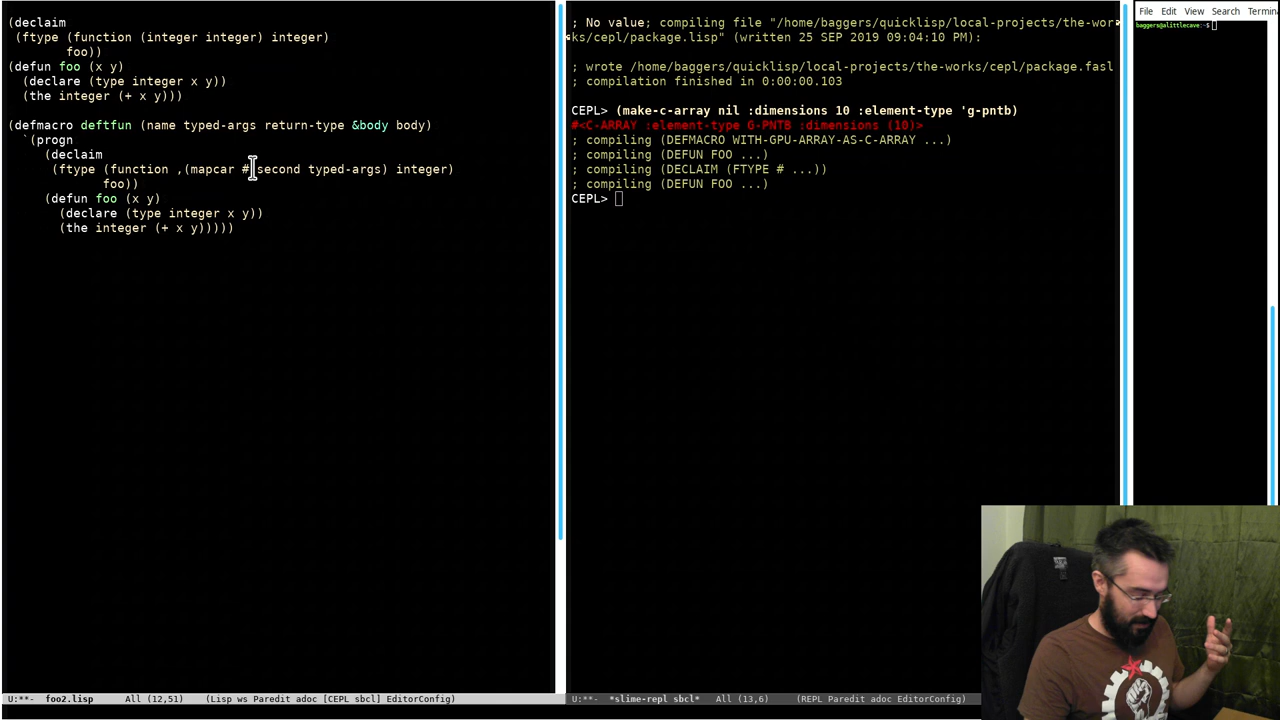 (declaim
(ftype (function (integer integer) integer)
foo))
(defun foo (x y)
(declare (type integer x y))
(the integer (+ x y)))
(defmacro deftfun (name typed-args return-type &body body)
`(progn
(declaim
(ftype (function ,(mapcar #'second typed-args) integer)
foo))
(defun foo (x y)
(declare (type integer x y))
(the integer (+ x y)))))
U:**-  foo2.lisp      All (12,51)    (Lisp ws Paredit adoc [CEPL sbcl] EditorConfig)
; No value; compiling file "/home/baggers/quicklisp/local-projects/the-wor
ks/cepl/package.lisp" (written 25 SEP 2019 09:04:10 PM):
; wrote /home/baggers/quicklisp/local-projects/the-works/cepl/package.fasl
; compilation finished in 0:00:00.103
CEPL> (make-c-array nil :dimensions 10 :element-type 'g-pntb)
#<C-ARRAY :element-type G-PNTB :dimensions (10)>
; compiling (DEFMACRO WITH-GPU-ARRAY-AS-C-ARRAY ...)
; compiling (DEFUN FOO ...)
; compiling (DECLAIM (FTYPE # ...))
; compiling (DEFUN FOO ...)
CEPL>
U:**-  *slime-repl sbcl*   All (13,6)     (REPL Paredit adoc EditorConfig)
File Edit View Search Termin
baggers@alittlecave:~$